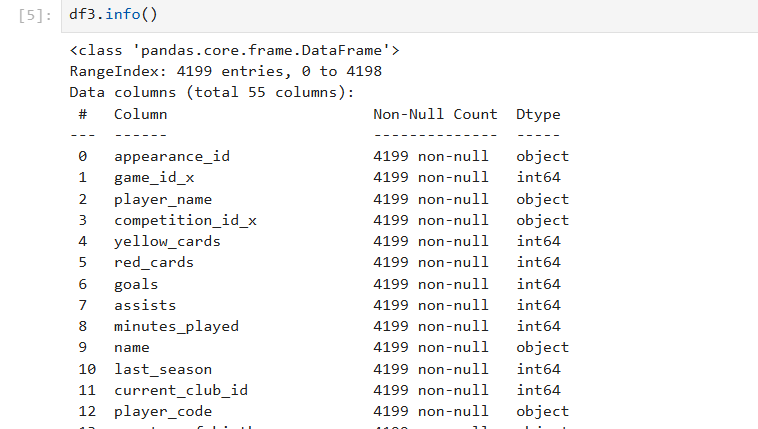 [5]: df3.info()
<class 'pandas.core.frame.DataFrame'>
RangeIndex: 4199 entries, 0 to 4198
Data columns (total 55 columns):
 #   Column                       Non-Null Count  Dtype
---  ------                       --------------  -----
 0   appearance_id                4199 non-null   object
 1   game_id_x                    4199 non-null   int64
 2   player_name                  4199 non-null   object
 3   competition_id_x             4199 non-null   object
 4   yellow_cards                 4199 non-null   int64
 5   red_cards                    4199 non-null   int64
 6   goals                        4199 non-null   int64
 7   assists                      4199 non-null   int64
 8   minutes_played               4199 non-null   int64
 9   name                         4199 non-null   object
 10  last_season                  4199 non-null   int64
 11  current_club_id              4199 non-null   int64
 12  player_code                  4199 non-null   object